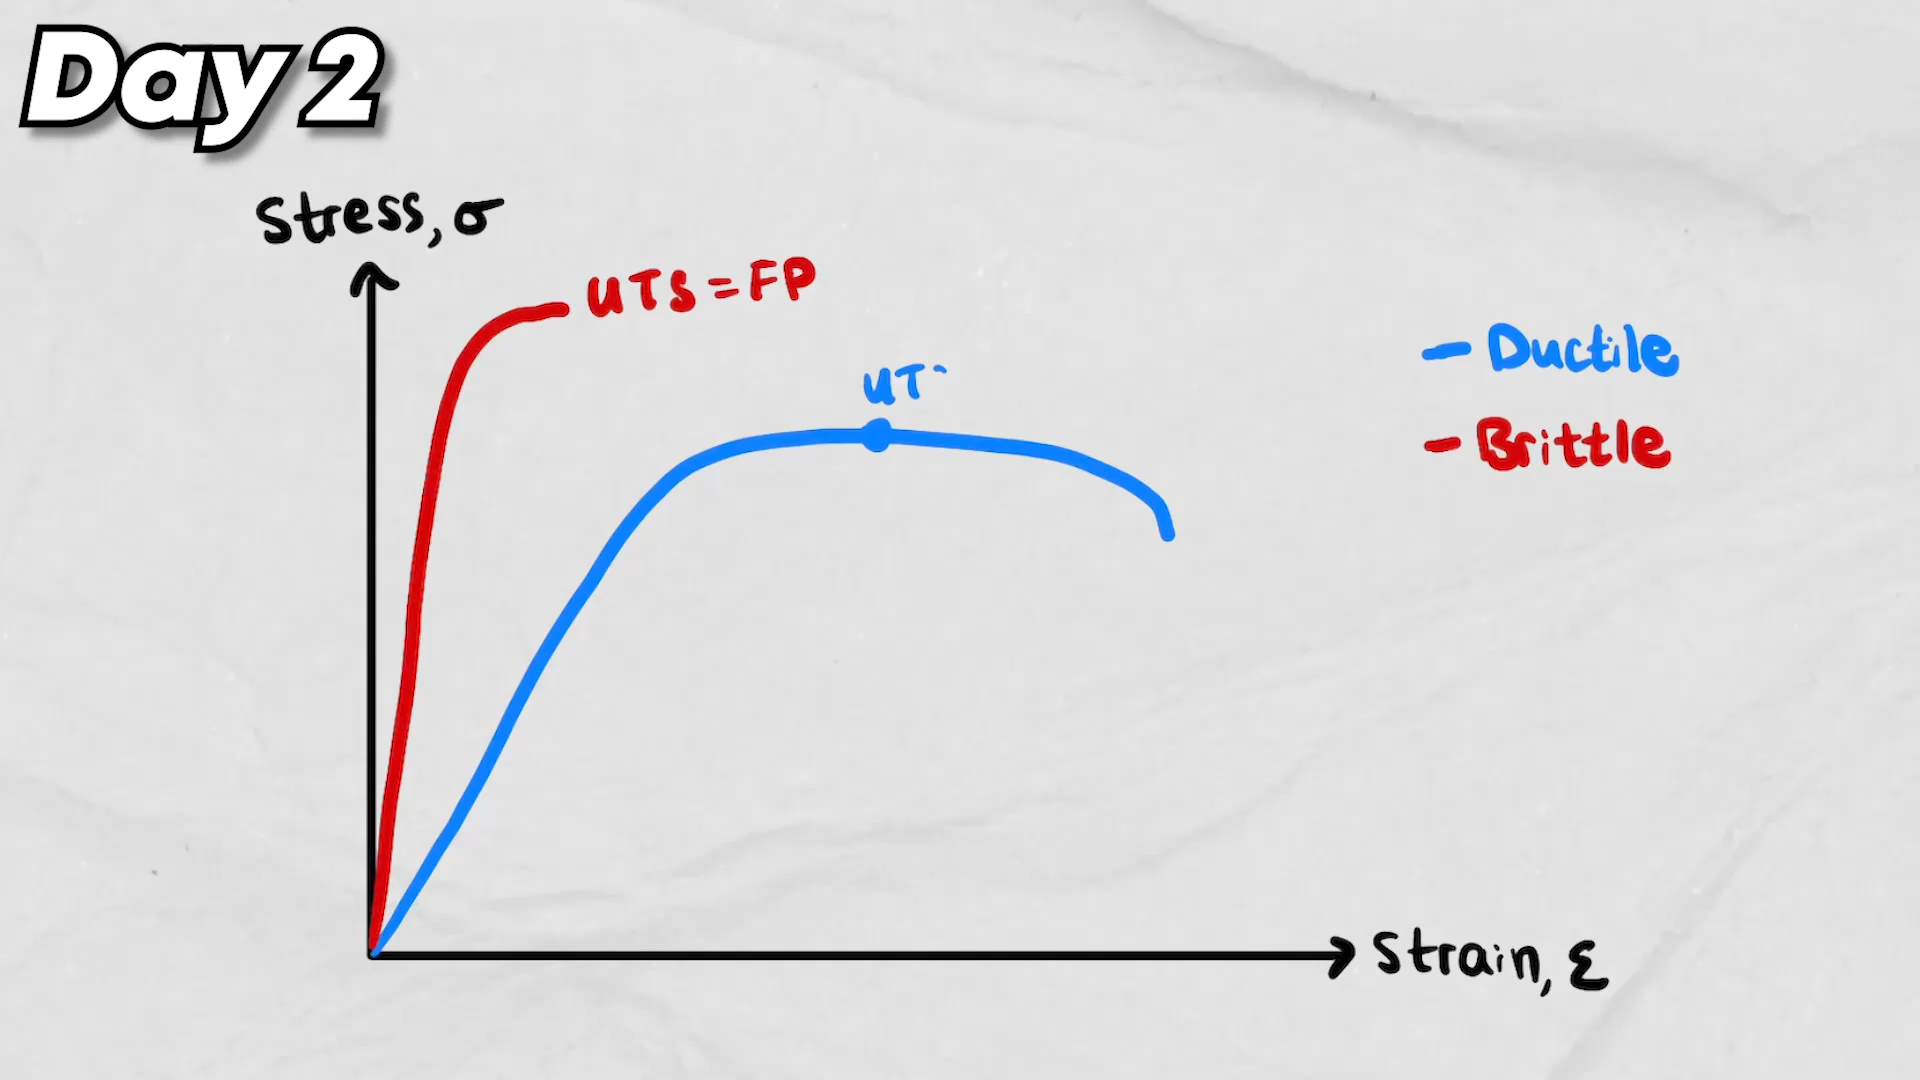 Day 2
Stress, σ
UTS = FP
UT
- Ductile
- Brittle
Strain, ε